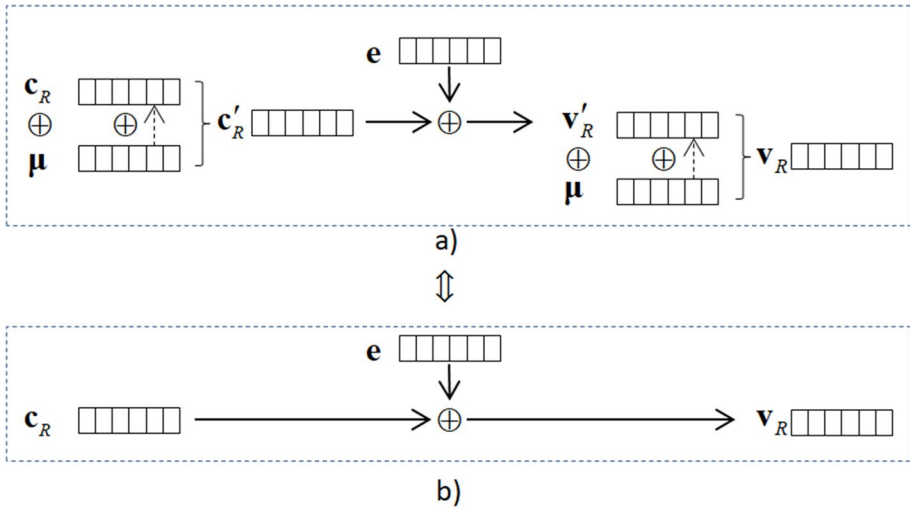 e
c_R ⊕ c'_R ⊕ v'_R
⊕ ⊕ v_R
μ μ
a)
⇕
e
c_R ⊕ v_R
b)